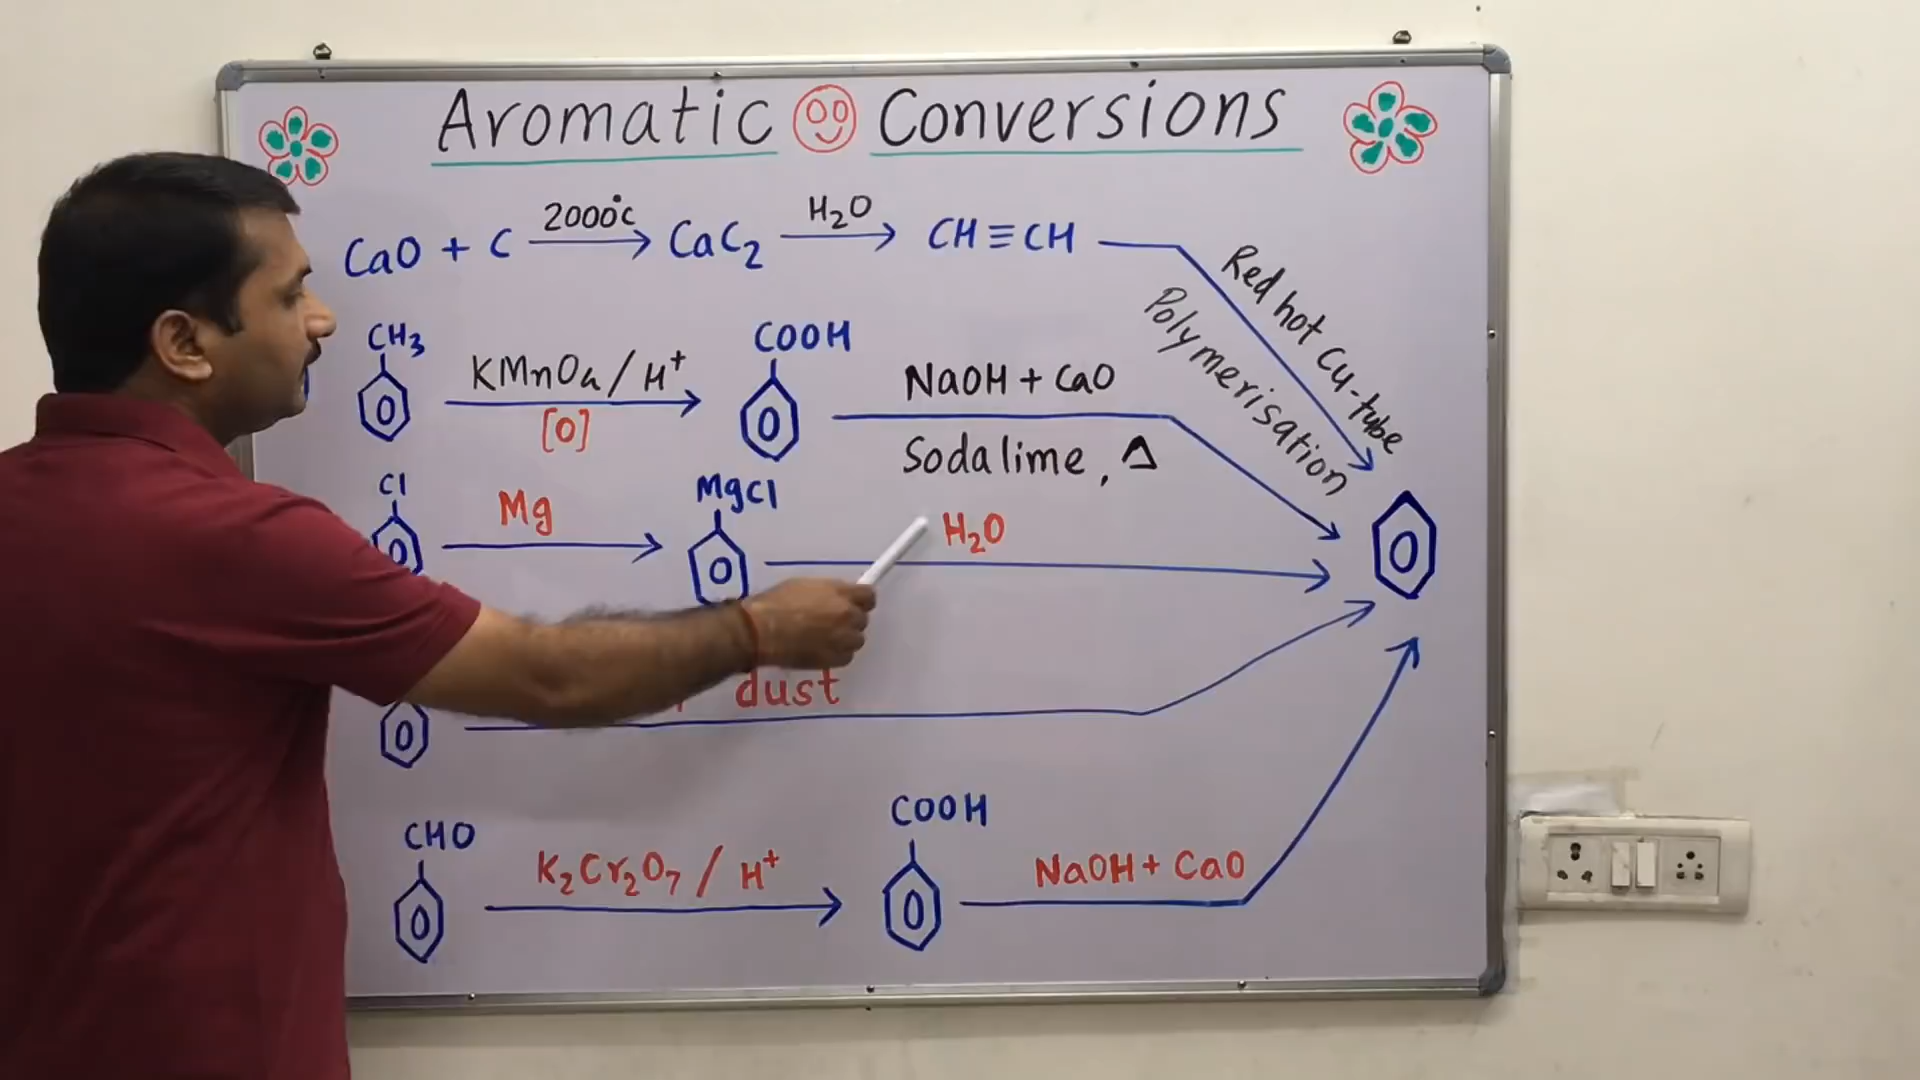 Aromatic Conversions
CaO + C 2000°C CaC2 H2O CH≡CH
Red hot Cu-tube
Polymerisation
CH3 KMnO4 / H+ [O] COOH NaOH + CaO
Sodalime, Δ
Cl Mg MgCl H2O
dust
CHO K2Cr2O7 / H+ COOH NaOH + CaO